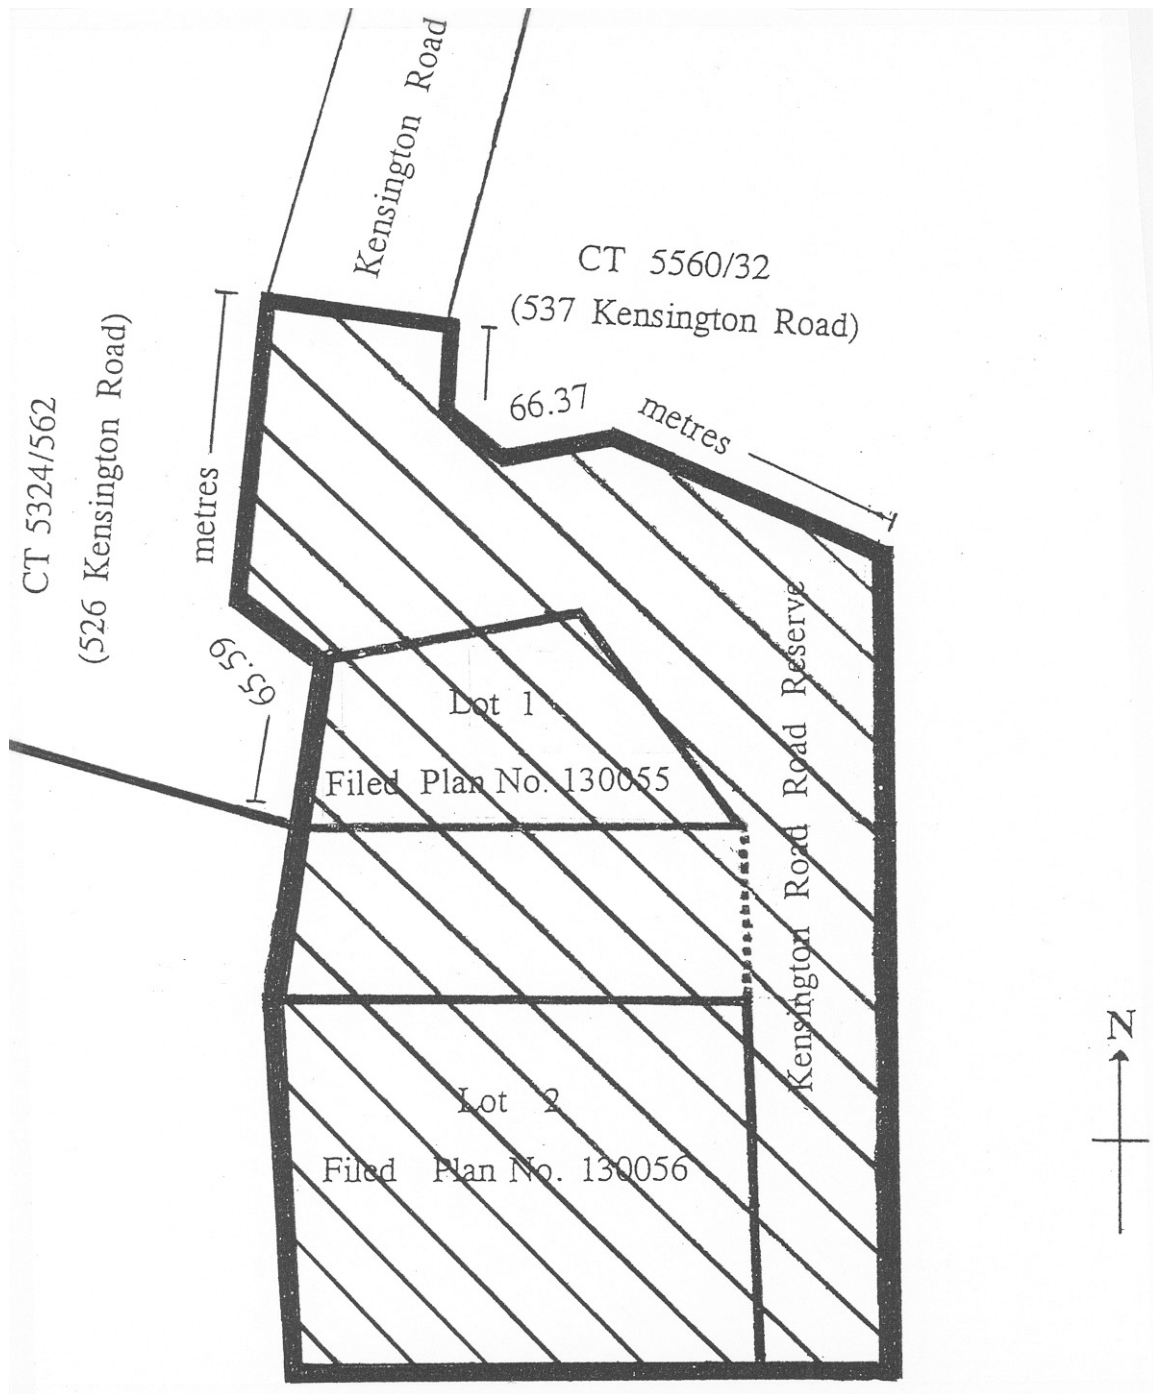 Kensington Road
CT 5560/32
(537 Kensington Road)
66.37 metres
CT 5324/562
(526 Kensington Road)
65.59 metres
Lot 1
Filed Plan No. 130055
Kensington Road Road Reserve
Lot 2
Filed Plan No. 130056
N